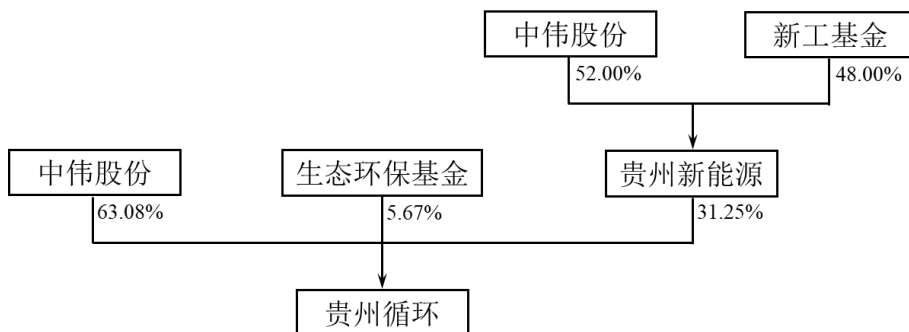 中伟股份
新工基金
52.00%
48.00%
中伟股份
生态环保基金
贵州新能源
63.08%
5.67%
31.25%
贵州循环